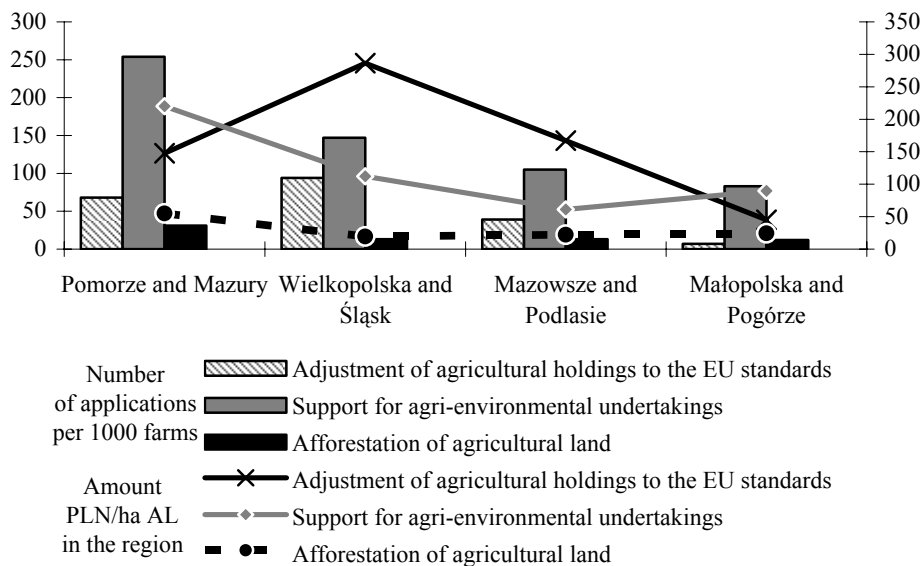 300
250
200
150
100
50
0
350
300
250
200
150
100
50
0
Pomorze and Mazury
Wielkopolska and
Śląsk
Mazowsze and
Podlasie
Małopolska and
Pogórze
Number
of applications
per 1000 farms
Adjustment of agricultural holdings to the EU standards
Support for agri-environmental undertakings
Afforestation of agricultural land
Amount
PLN/ha AL
in the region
Adjustment of agricultural holdings to the EU standards
Support for agri-environmental undertakings
Afforestation of agricultural land